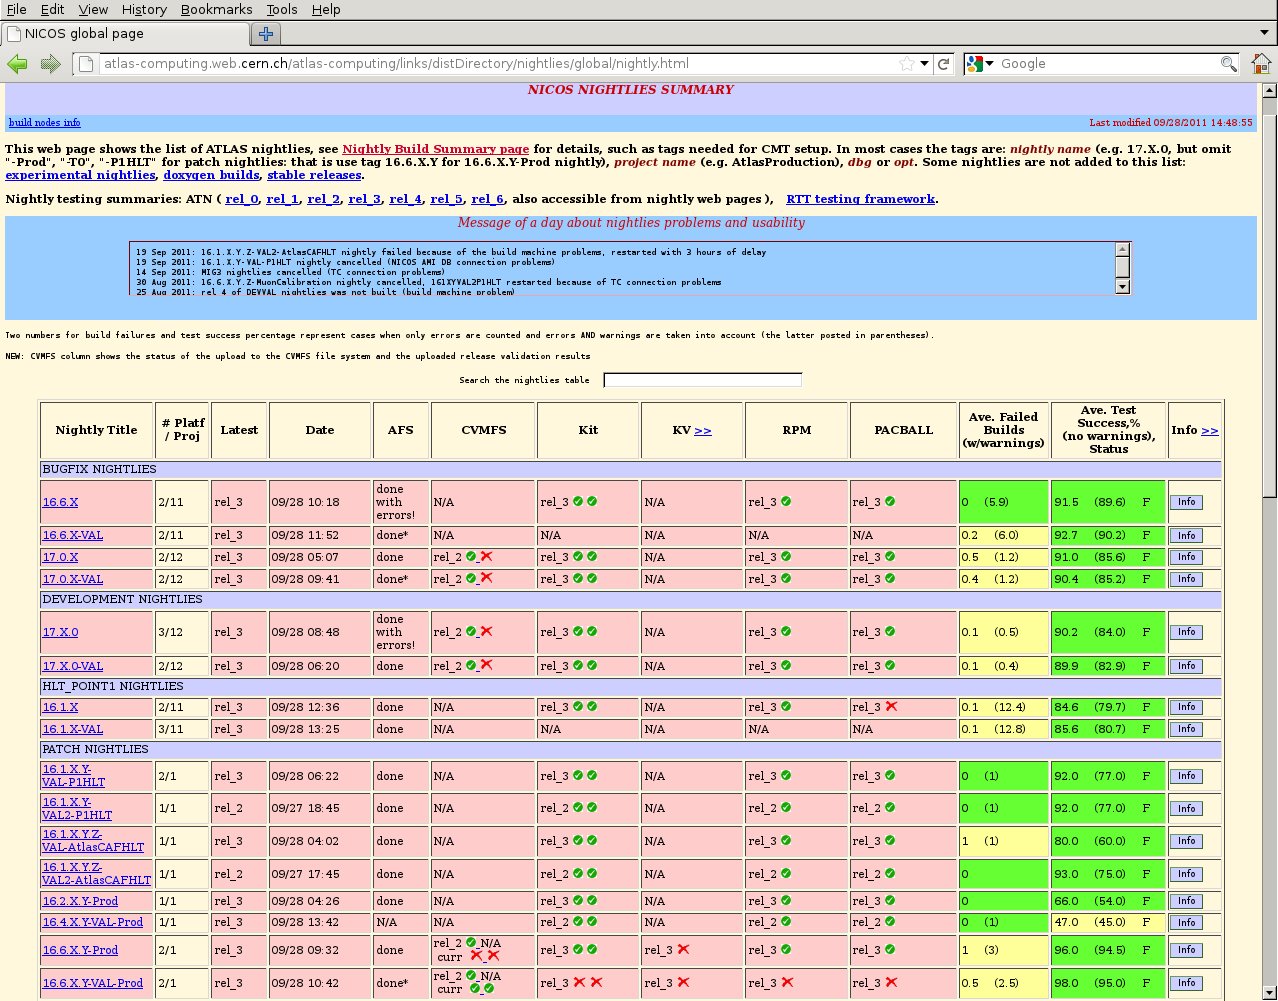 File Edit View History Bookmarks Tools Help
NICOS global page
atlas-computing.web.cern.ch/atlas-computing/links/distDirectory/nightlies/global/nightly.html
Google
NICOS NIGHTLIES SUMMARY
build nodes info Last modified 09/28/2011 14:48:55
This web page shows the list of ATLAS nightlies, see Nightly Build Summary page for details, such as tags needed for CMT setup. In most cases the tags are: nightly name (e.g. 17.X.0, but omit
"-Prod", "-T0", "-P1HLT" for patch nightlies: that is use tag 16.6.X.Y for 16.6.X.Y-Prod nightly), project name (e.g. AtlasProduction), dbg or opt. Some nightlies are not added to this list:
experimental nightlies, doxygen builds, stable releases.
Nightly testing summaries: ATN ( rel_0, rel_1, rel_2, rel_3, rel_4, rel_5, rel_6, also accessible from nightly web pages ), RTT testing framework.
Message of a day about nightlies problems and usability
19 Sep 2011: 16.1.X.Y.Z-VAL2-AtlasCAFHLT nightly failed because of the build machine problems, restarted with 3 hours of delay
19 Sep 2011: 16.1.X.Y-VAL-P1HLT nightly cancelled (NICOS AMI DB connection problems)
14 Sep 2011: MIG3 nightlies cancelled (TC connection problems)
30 Aug 2011: 16.6.X.Y.Z-MuonCalibration nightly cancelled, 161XYVAL2P1HLT restarted because of TC connection problems
25 Aug 2011: rel 4 of DEVVAL nightlies was not built (build machine problem)
Two numbers for build failures and test success percentage represent cases when only errors are counted and errors AND warnings are taken into account (the latter posted in parentheses).
NEW: CVMFS column shows the status of the upload to the CVMFS file system and the uploaded release validation results
Search the nightlies table
Nightly Title # Platf / Proj Latest Date AFS CVMFS Kit KV >> RPM PACBALL Ave. Failed Builds (w/warnings) Ave. Test Success,% (no warnings), Status Info >>
BUGFIX NIGHTLIES
16.6.X 2/11 rel_3 09/28 10:18 done with errors! N/A rel_3 N/A rel_3 rel_3 0 (5.9) 91.5 (89.6) F Info
16.6.X-VAL 2/11 rel_3 09/28 11:52 done* N/A N/A N/A N/A N/A 0.2 (6.0) 92.7 (90.2) F Info
17.0.X 2/12 rel_3 09/28 05:07 done rel_2 rel_3 N/A rel_3 rel_3 0.5 (1.2) 91.0 (85.6) F Info
17.0.X-VAL 2/12 rel_3 09/28 09:41 done* rel_2 rel_3 N/A rel_3 rel_3 0.4 (1.2) 90.4 (85.2) F Info
DEVELOPMENT NIGHTLIES
17.X.0 3/12 rel_3 09/28 08:48 done with errors! rel_2 rel_3 N/A rel_3 rel_3 0.1 (0.5) 90.2 (84.0) F Info
17.X.0-VAL 2/12 rel_3 09/28 06:20 done rel_2 rel_3 N/A rel_3 rel_3 0.1 (0.4) 89.9 (82.9) F Info
HLT_POINT1 NIGHTLIES
16.1.X 2/11 rel_3 09/28 12:36 done N/A rel_3 N/A rel_3 rel_3 0.1 (12.4) 84.6 (79.7) F Info
16.1.X-VAL 3/11 rel_3 09/28 13:25 done N/A N/A N/A N/A N/A 0.1 (12.8) 85.6 (80.7) F Info
PATCH NIGHTLIES
16.1.X.Y-VAL-P1HLT 2/1 rel_3 09/28 06:22 done N/A rel_3 N/A rel_3 rel_3 0 (1) 92.0 (77.0) F Info
16.1.X.Y-VAL2-P1HLT 1/1 rel_2 09/27 18:45 done N/A rel_2 N/A rel_2 rel_2 0 (1) 92.0 (77.0) F Info
16.1.X.Y.Z-VAL-AtlasCAFHLT 1/1 rel_3 09/28 04:02 done N/A rel_3 N/A rel_3 rel_3 1 (1) 80.0 (60.0) F Info
16.1.X.Y.Z-VAL2-AtlasCAFHLT 1/1 rel_2 09/27 17:45 done N/A rel_2 N/A rel_2 rel_2 0 93.0 (75.0) F Info
16.2.X.Y-Prod 1/1 rel_3 09/28 04:26 done N/A rel_3 N/A rel_3 rel_3 0 66.0 (54.0) F Info
16.4.X.Y-VAL-Prod 1/1 rel_3 09/28 13:42 N/A N/A rel_2 N/A rel_2 rel_2 0 (1) 47.0 (45.0) F Info
16.6.X.Y-Prod 2/1 rel_3 09/28 09:32 done rel_2 N/A curr rel_3 rel_3 rel_3 rel_3 1 (3) 96.0 (94.5) F Info
16.6.X.Y-VAL-Prod 2/1 rel_3 09/28 10:42 done* rel_2 N/A curr rel_3 rel_3 rel_3 rel_3 0.5 (2.5) 98.0 (95.0) F Info